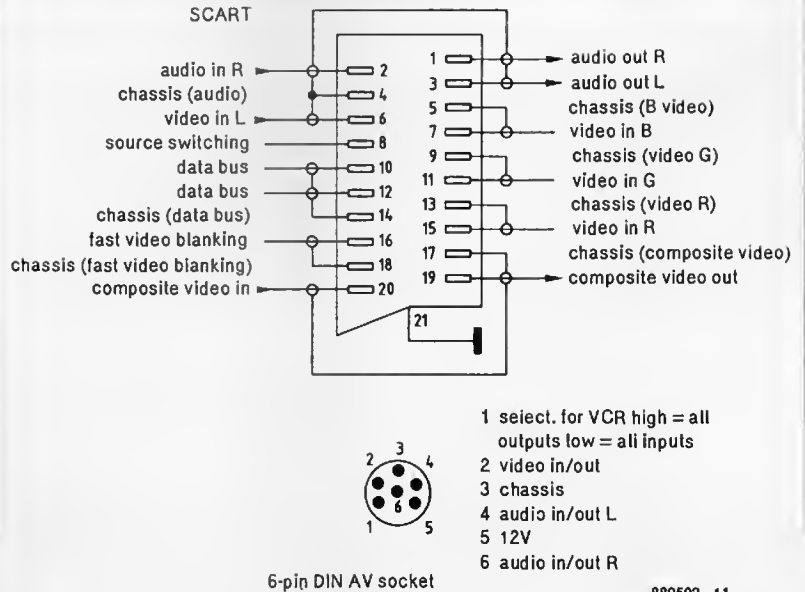 SCART
audio in R
2
chassis (audio)
4
video in L
6
source switching
8
data bus
10
data bus
12
chassis (data bus)
14
fast video blanking
16
chassis (fast video bianking)
18
composite video in
20
1
audio out R
3
audio out L
5
chassis (B video)
7
video in B
9
chassis (video G)
11
video in G
13
chassis (video R)
15
video in R
17
chassis (composite video)
19
composite video out
21
1 seiect. for VCR high = all
outputs iow = ali inputs
2 video in/out
3 chassis
4 audio in/out L
5 12V
6 audio in/out R
2
3
4
6
1
5
6-pin DIN AV socket